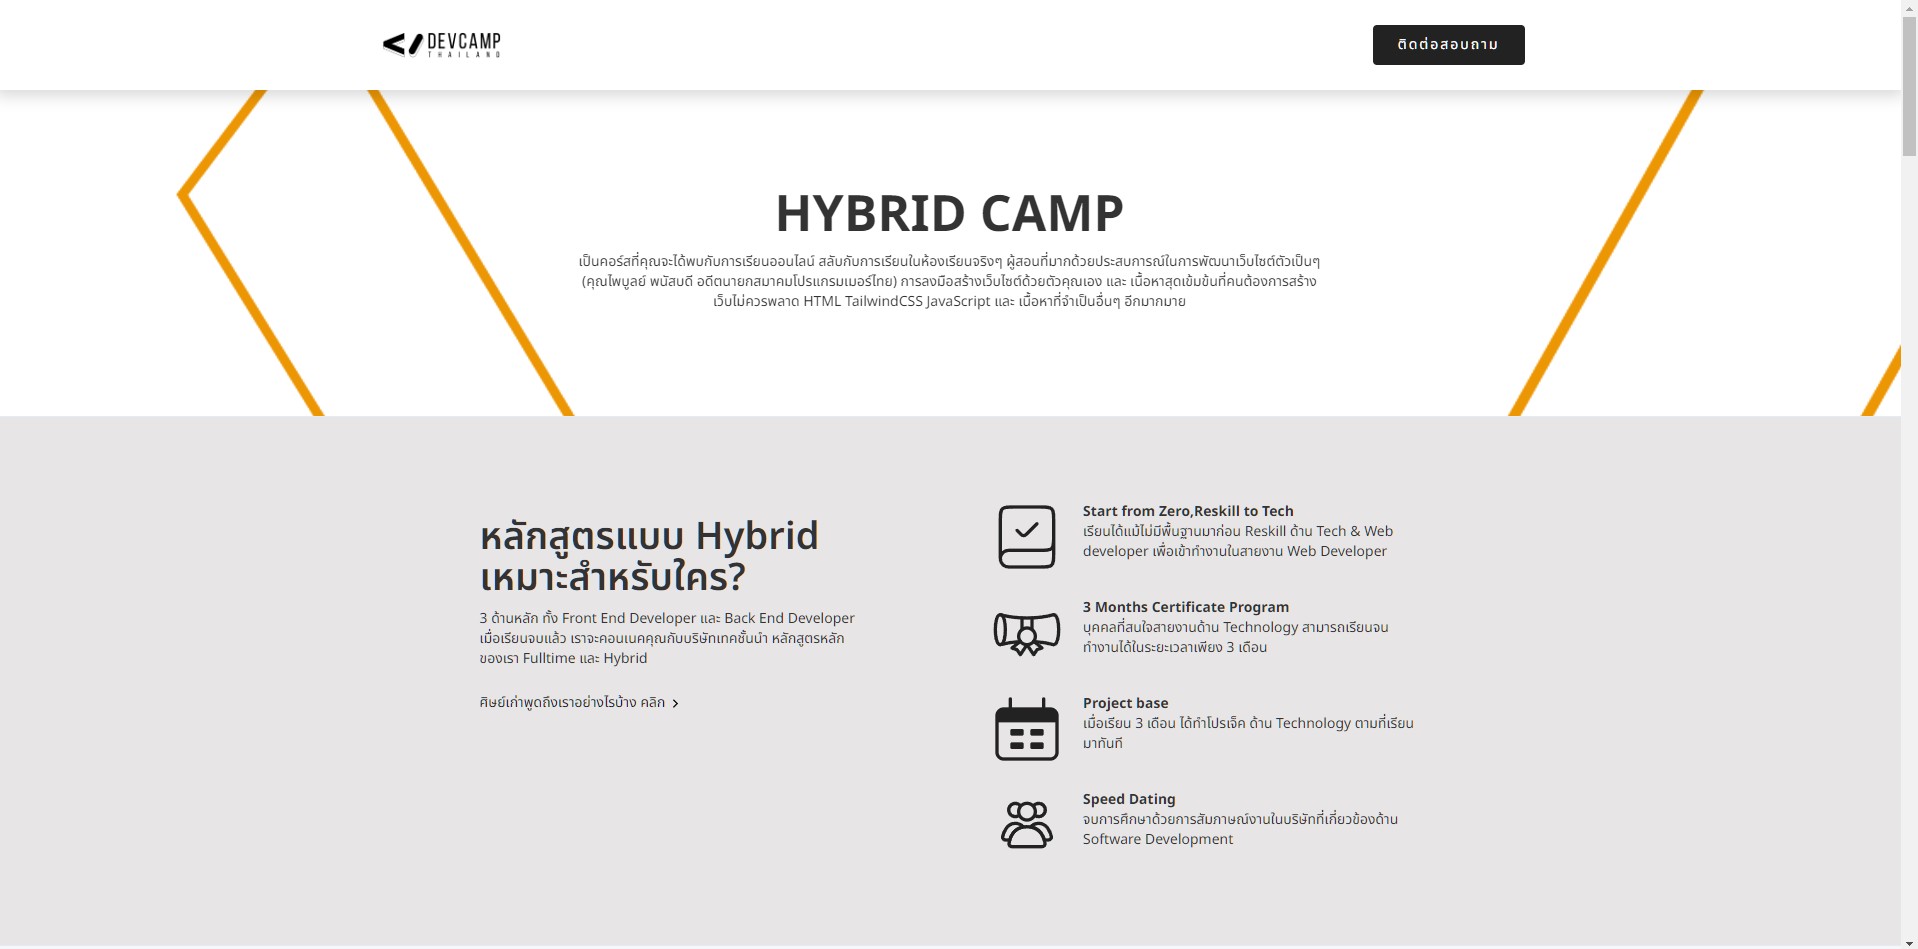 DEVCAMP
THAILAND
ติดต่อสอบถาม
HYBRID CAMP
เป็นคอร์สที่คุณจะได้พบกับการเรียนออนไลน์ สลับกับการเรียนในห้องเรียนจริงๆ ผู้สอนที่มากด้วยประสบการณ์ในการพัฒนาเว็บไซต์ตัวเป็นๆ
(คุณไพบูลย์ พนัสบดี อดีตนายกสมาคมโปรแกรมเมอร์ไทย) การลงมือสร้างเว็บไซต์ด้วยตัวคุณเอง และ เนื้อหาสุดเข้มข้นที่คนต้องการสร้าง
เว็บไม่ควรพลาด HTML TailwindCSS JavaScript และ เนื้อหาที่จำเป็นอื่นๆ อีกมากมาย
หลักสูตรแบบ Hybrid
เหมาะสำหรับใคร?
3 ด้านหลัก ทั้ง Front End Developer และ Back End Developer
เมื่อเรียนจบแล้ว เราจะคอนเนคคุณกับบริษัทเทคชั้นนำ หลักสูตรหลัก
ของเรา Fulltime และ Hybrid
ศิษย์เก่าพูดถึงเราอย่างไรบ้าง คลิก
Start from Zero,Reskill to Tech
เรียนได้แม้ไม่มีพื้นฐานมาก่อน Reskill ด้าน Tech & Web
developer เพื่อเข้าทำงานในสายงาน Web Developer
3 Months Certificate Program
บุคคลที่สนใจสายงานด้าน Technology สามารถเรียนจน
ทำงานได้ในระยะเวลาเพียง 3 เดือน
Project base
เมื่อเรียน 3 เดือน ได้ทำโปรเจ็ค ด้าน Technology ตามที่เรียน
มาทันที
Speed Dating
จบการศึกษาด้วยการสัมภาษณ์งานในบริษัทที่เกี่ยวข้องด้าน
Software Development